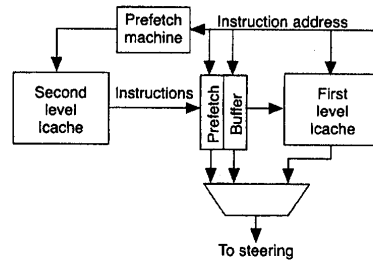 Prefetch
machine
Instruction address
Second
level
Icache
Instructions
Prefetch
Buffer
First
level
Icache
To steering